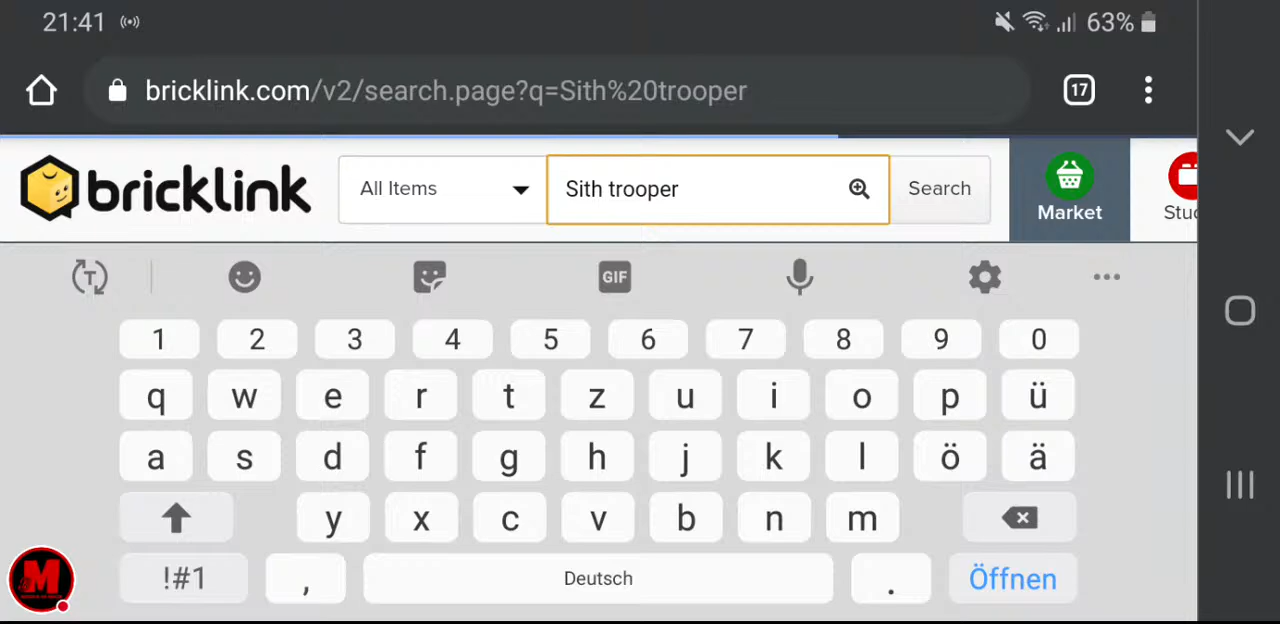 21:41
63%
bricklink.com/v2/search.page?q=Sith%20trooper
17
bricklink
All Items
Sith trooper
Search
Market
Stu
T
GIF
1 2 3 4 5 6 7 8 9 0
q w e r t z u i o p ü
a s d f g h j k l ö ä
y x c v b n m
!#1 , Deutsch . Öffnen
M